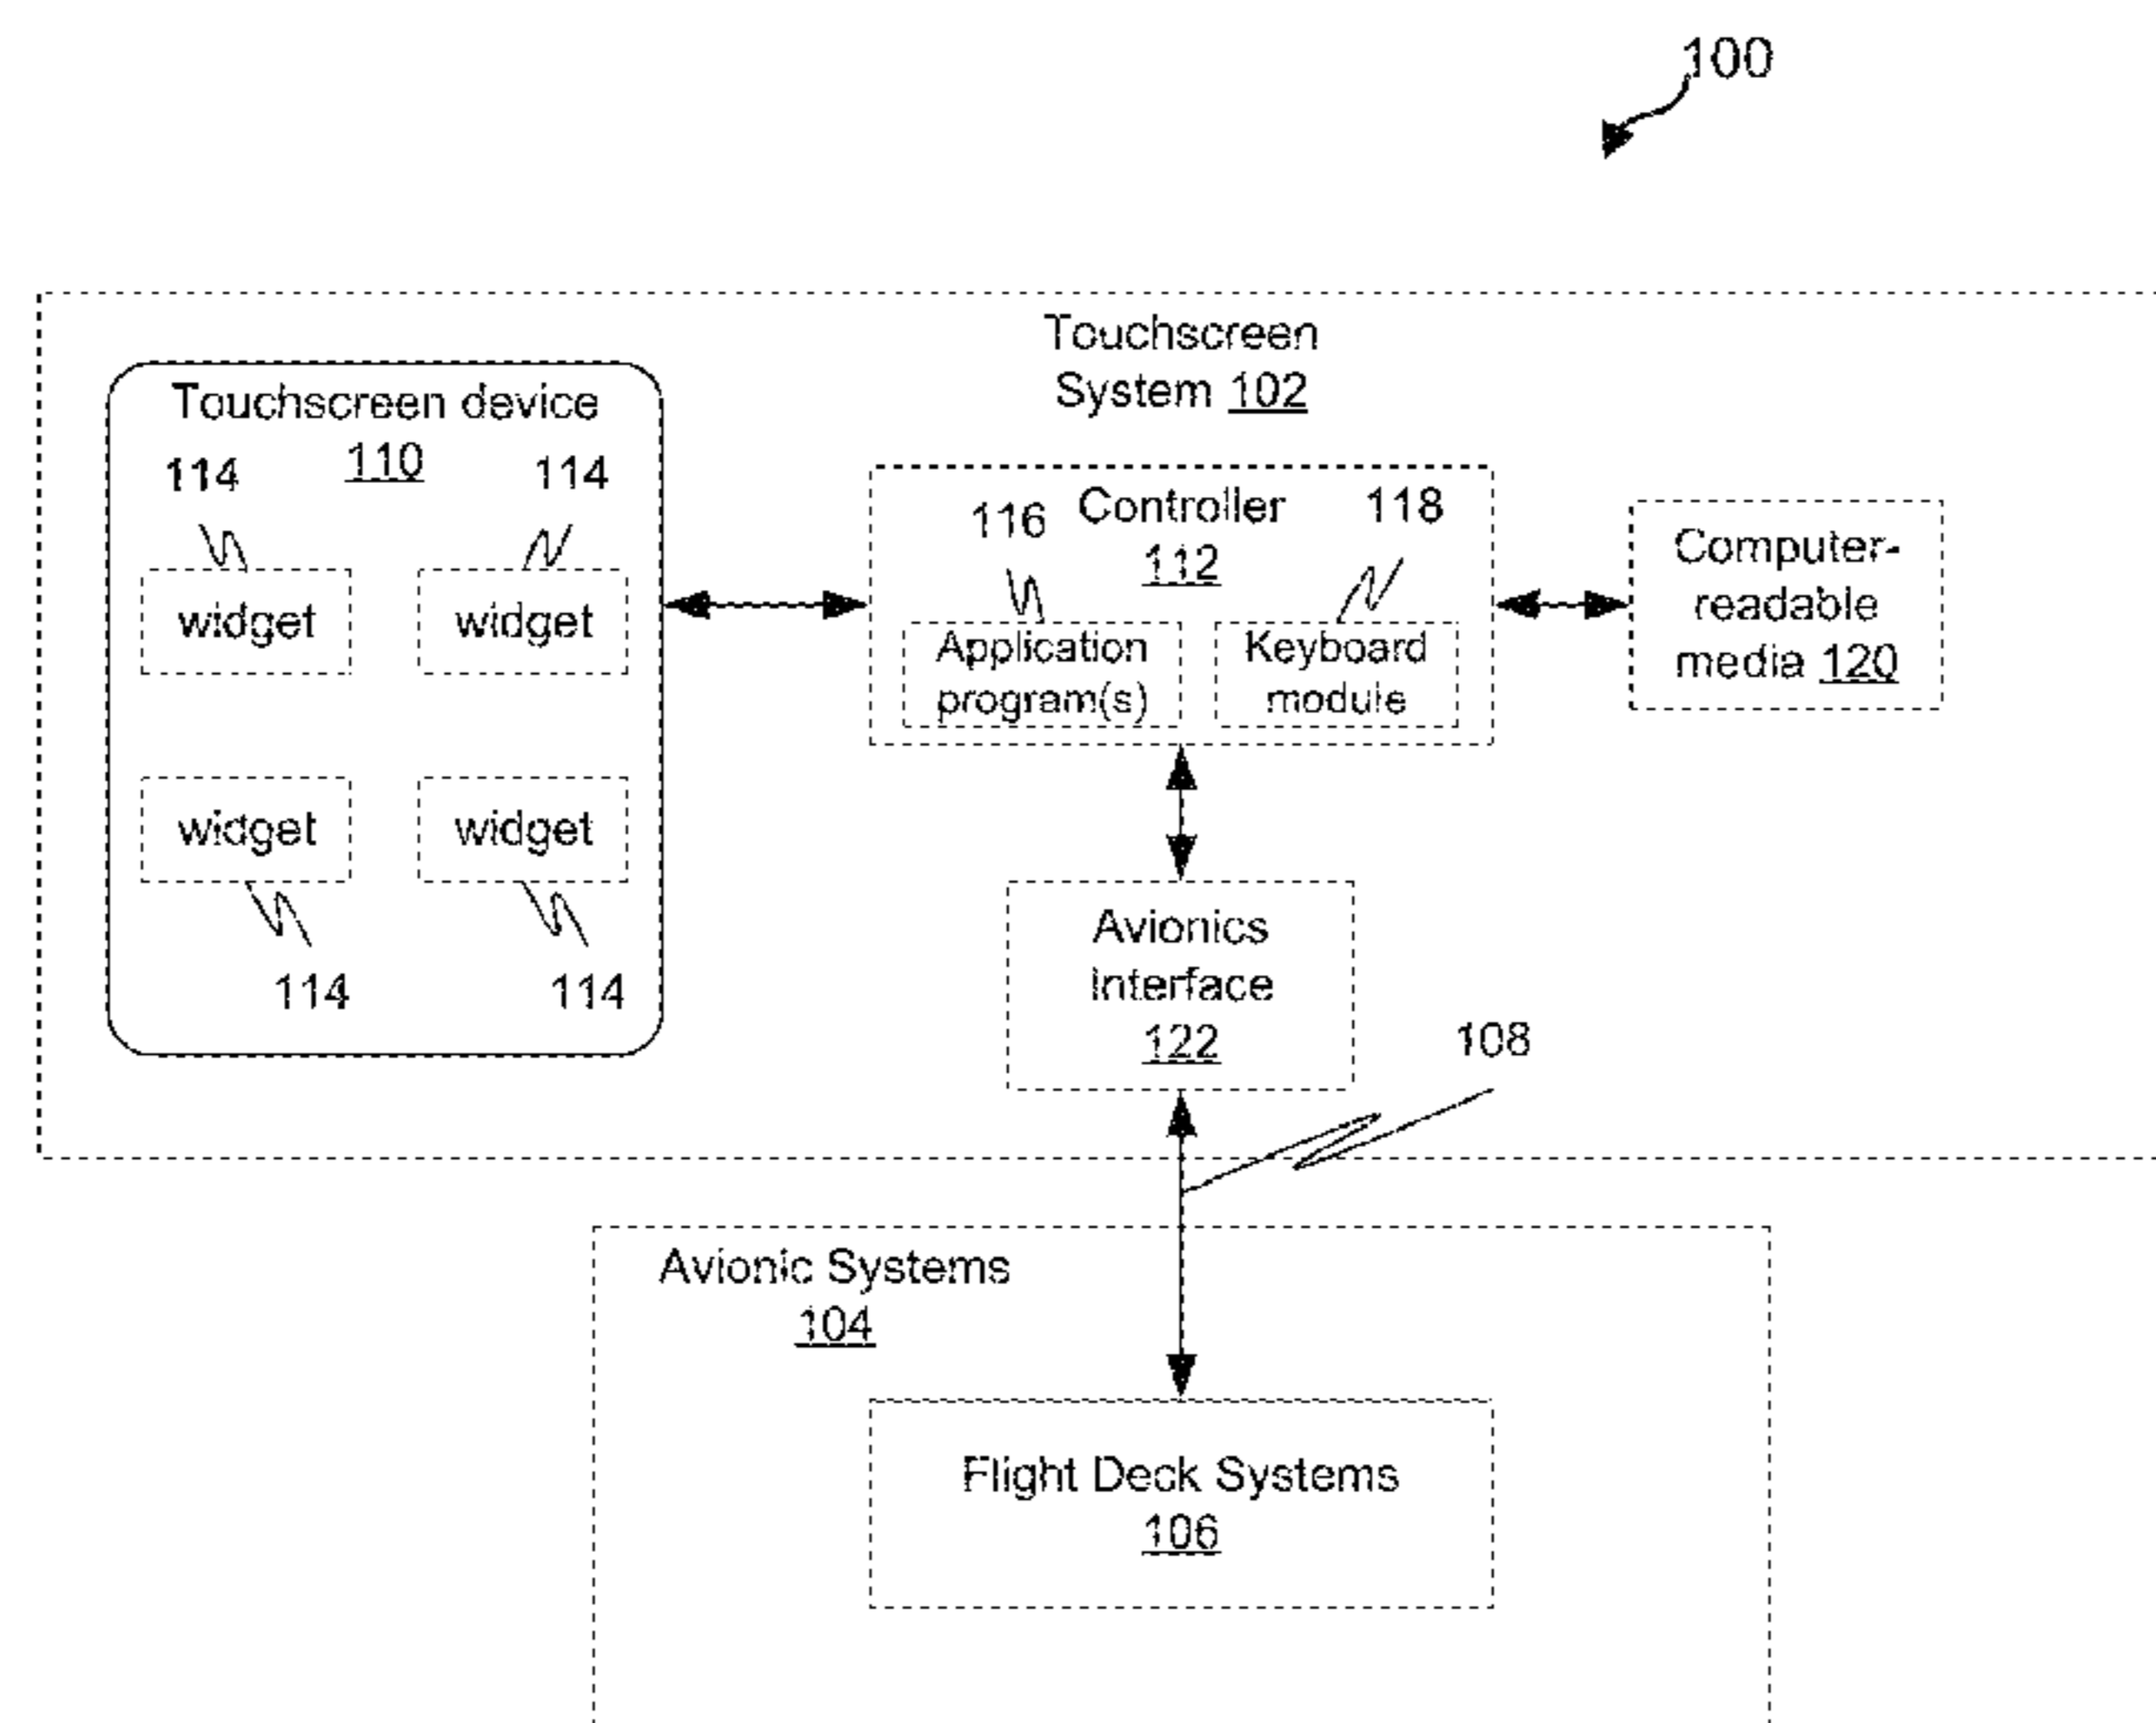 100
Touchscreen
System 102
Touchscreen device
110
114
114
widget
widget
widget
widget
114
114
Controller
112
116
118
Application
program(s)
Keyboard
module
Computer-
readable
media 120
Avionics
Interface
122
108
Avionic Systems
104
Flight Deck Systems
106